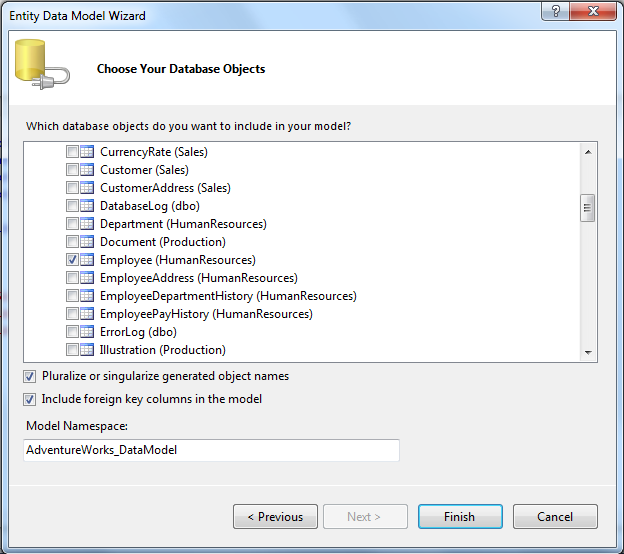 Entity Data Model Wizard
?
Choose Your Database Objects
Which database objects do you want to include in your model?
CurrencyRate (Sales)
Customer (Sales)
CustomerAddress (Sales)
DatabaseLog (dbo)
Department (HumanResources)
Document (Production)
Employee (HumanResources)
EmployeeAddress (HumanResources)
EmployeeDepartmentHistory (HumanResources)
EmployeePayHistory (HumanResources)
ErrorLog (dbo)
Illustration (Production)
Pluralize or singularize generated object names
Include foreign key columns in the model
Model Namespace:
AdventureWorks_DataModel
< Previous Next > Finish Cancel